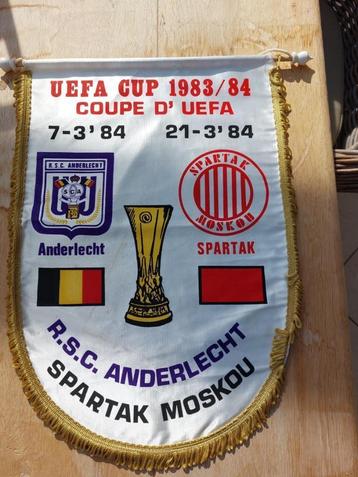 UEFA CUP 1983/84
COUPE D' UEFA
7-3' 84 21-3' 84
R.S.C. ANDERLECHT
SPARTAK
MOSKOU
Anderlecht
SPARTAK
R.S.C. ANDERLECHT
SPARTAK MOSKOU